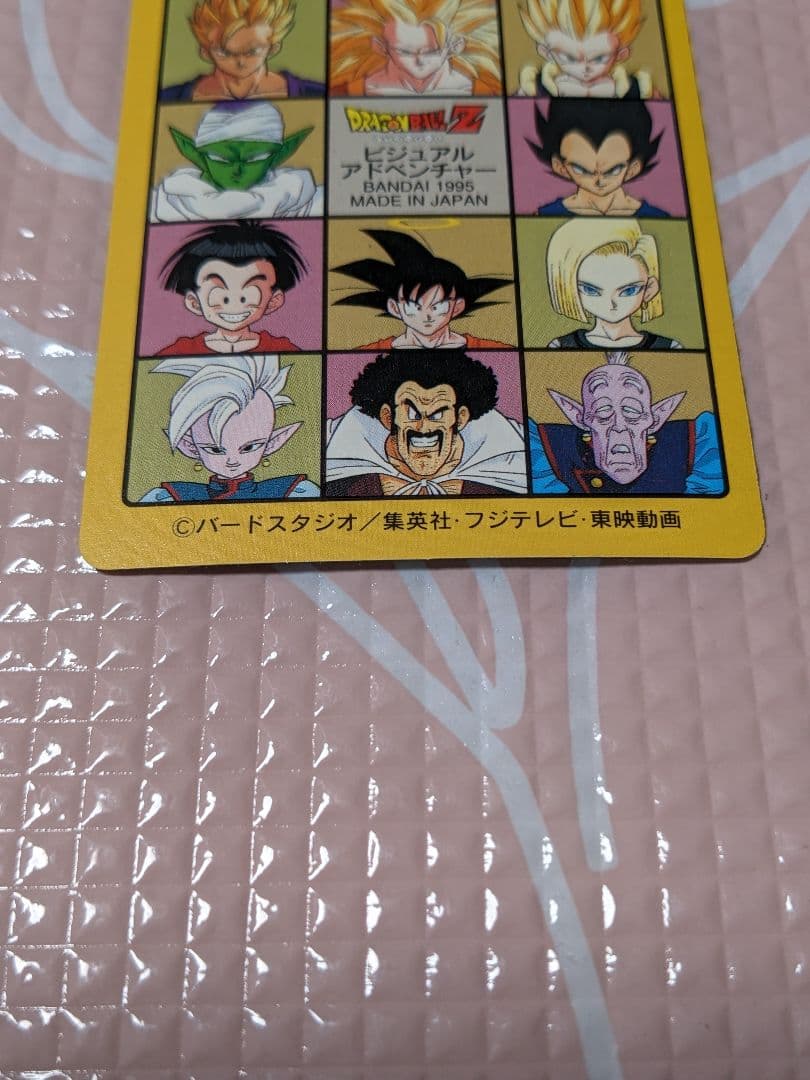 DRAGON BALL Z
ビジュアル
アドベンチャー
BANDAI 1995
MADE IN JAPAN
©バードスタジオ／集英社・フジテレビ・東映動画